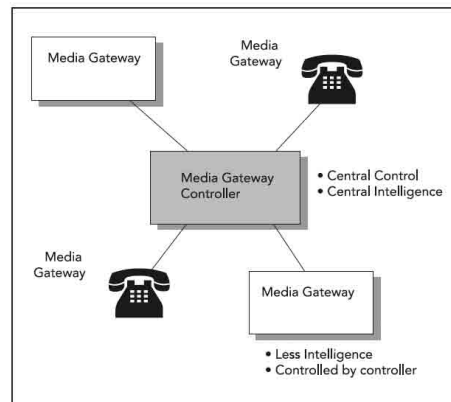 Media Gateway
Media
Gateway
Media Gateway
Controller
• Central Control
• Central Intelligence
Media
Gateway
Media Gateway
• Less Intelligence
• Controlled by controller